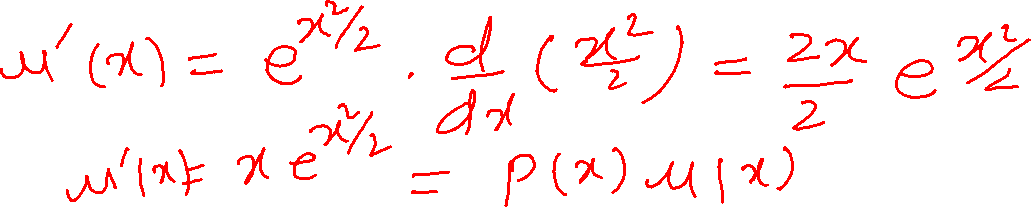 μ'(x) = e^{x²/2} · d/dx (x²/2) = 2x/2 e^{x²/2}
μ'(x) = x e^{x²/2} = P(x) μ(x)